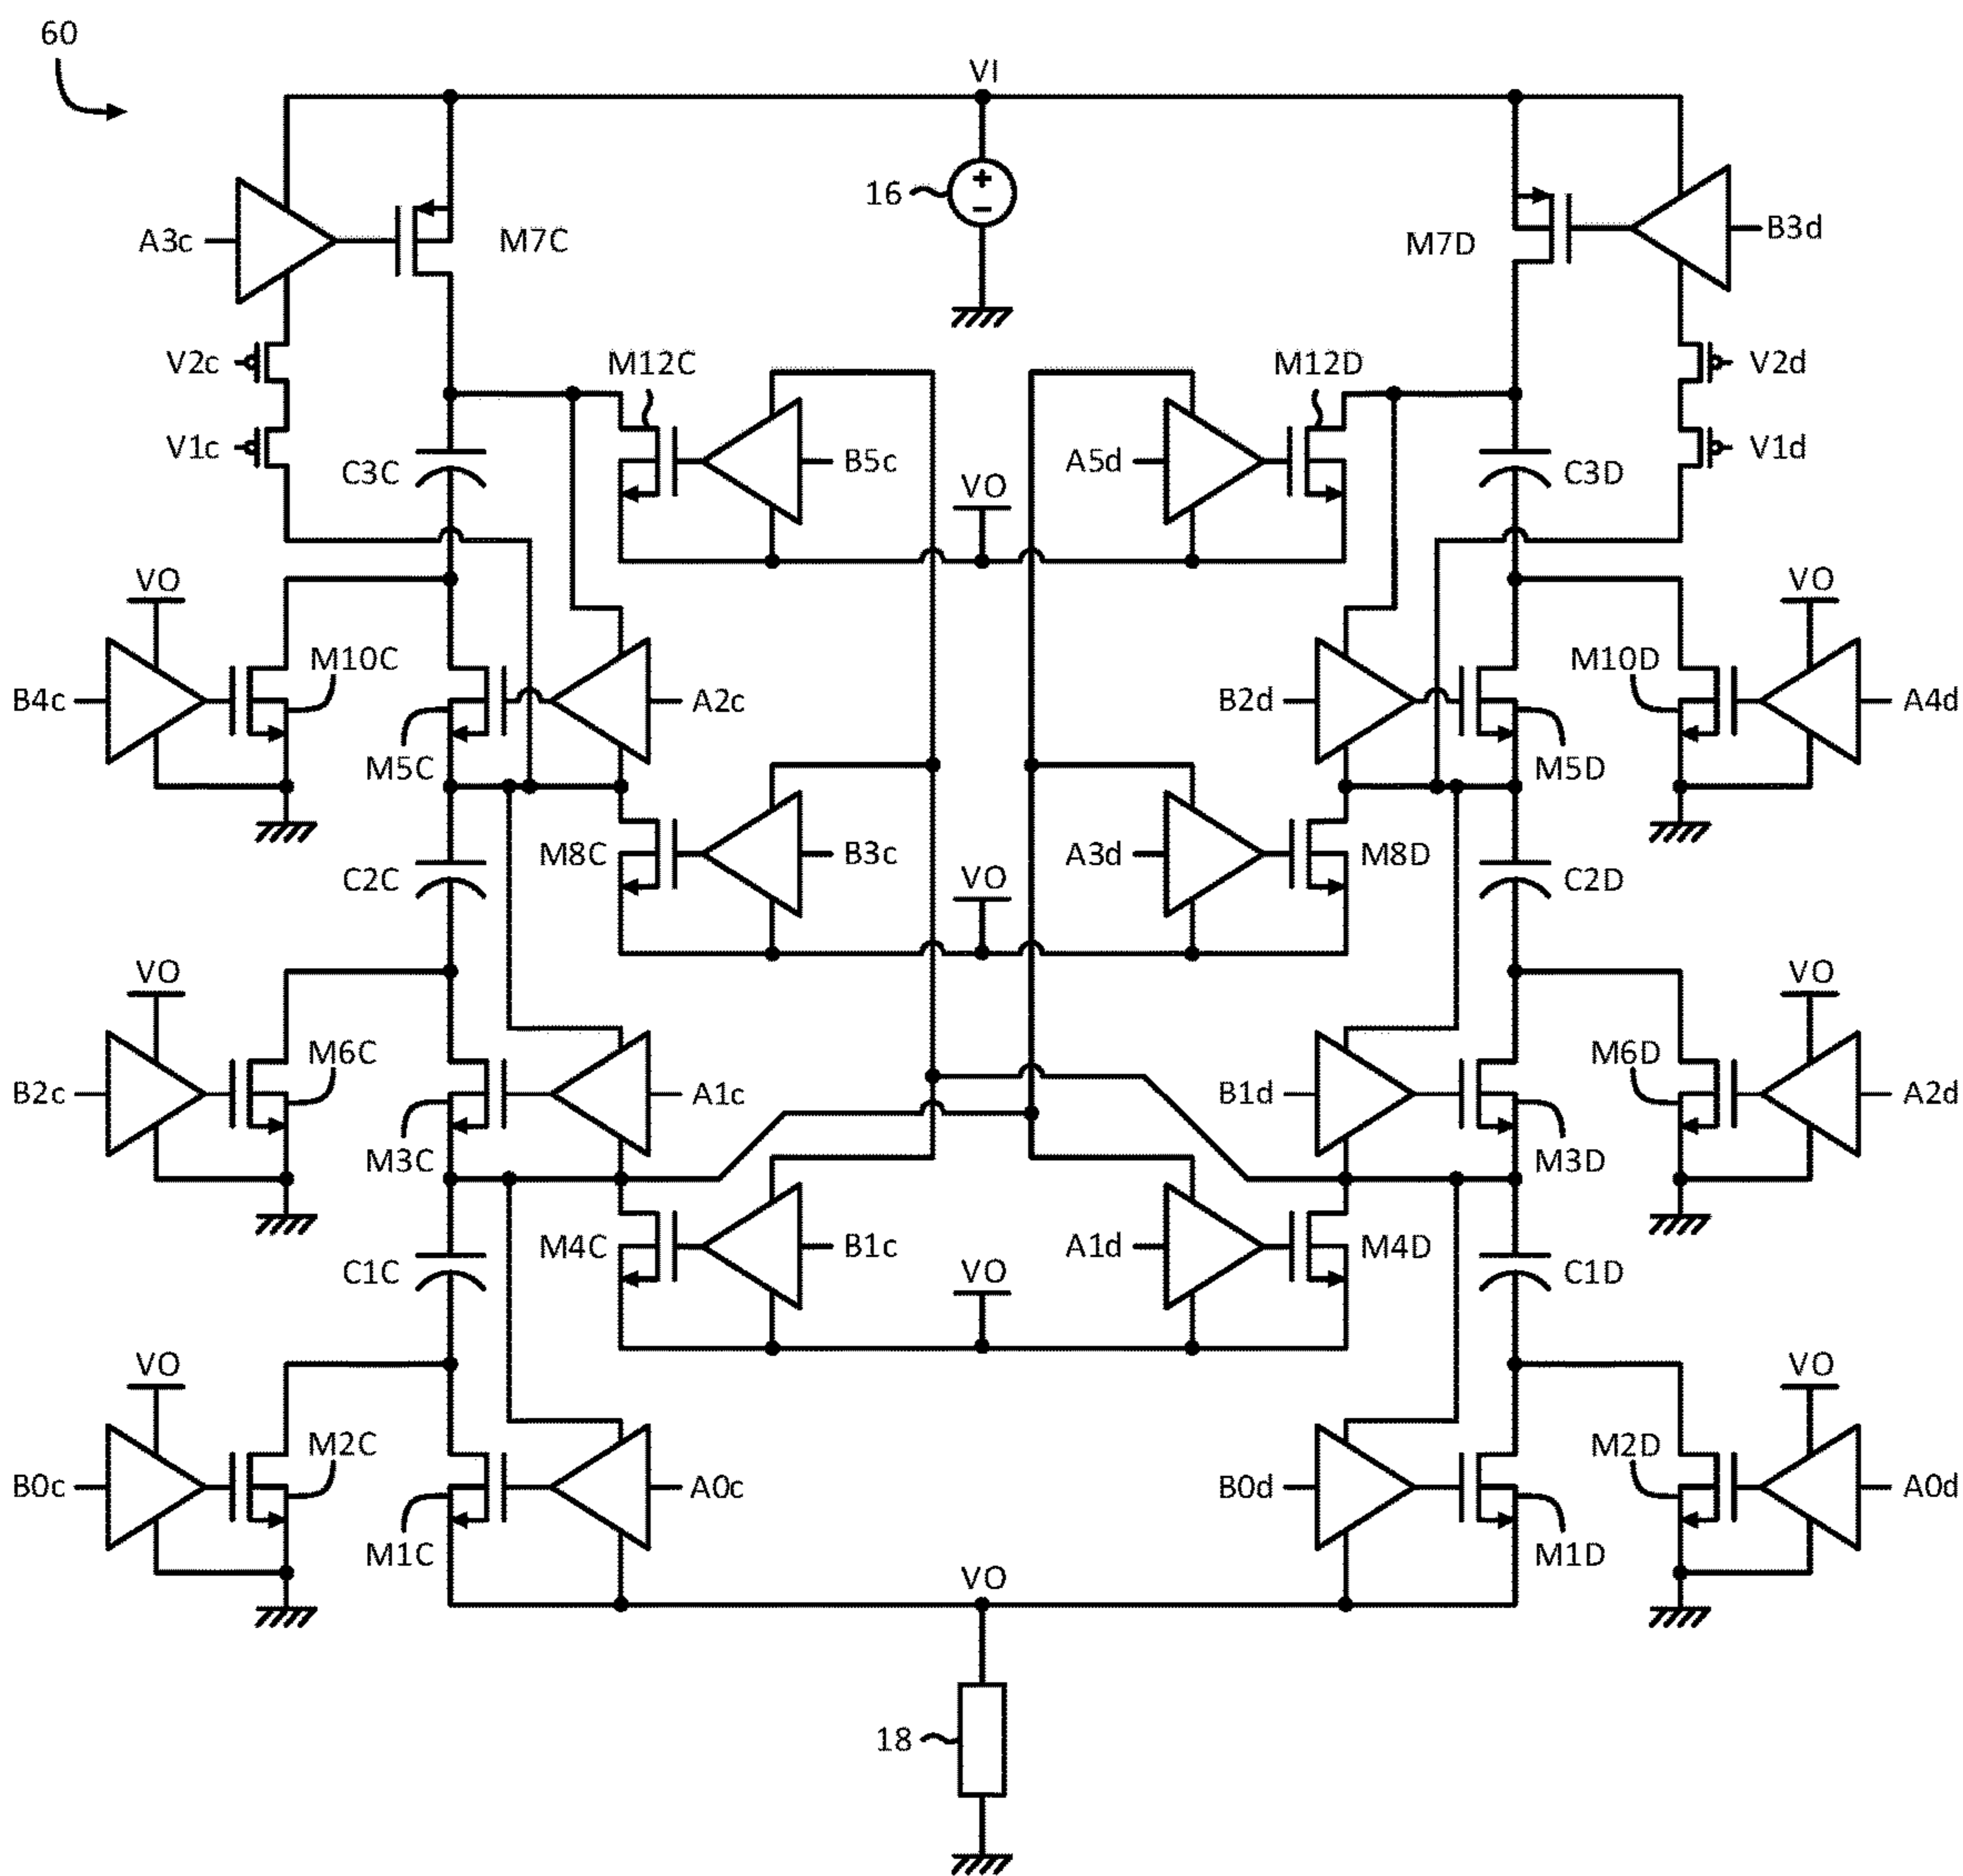 60
VI
16
A3c
M7C
M7D
B3d
V2c
M12C
M12D
V2d
V1c
C3C
B5c
A5d
C3D
V1d
VO
VO
VO
B4c
M10C
A2c
B2d
M10D
A4d
M5C
M5D
C2C
M8C
B3c
A3d
M8D
C2D
VO
VO
VO
B2c
M6C
A1c
B1d
M6D
A2d
M3C
M3D
C1C
M4C
B1c
A1d
M4D
C1D
VO
VO
VO
B0c
M2C
A0c
B0d
M2D
A0d
M1C
M1D
VO
18